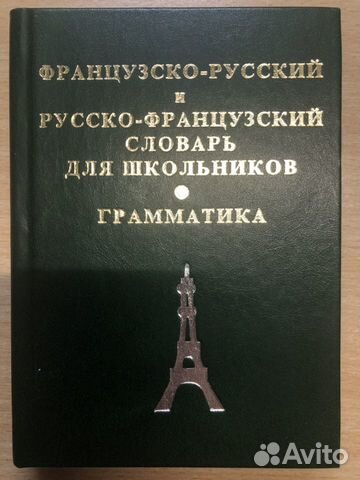 ФРАНЦУЗСКО-РУССКИЙ
и
РУССКО-ФРАНЦУЗСКИЙ
СЛОВАРЬ
ДЛЯ ШКОЛЬНИКОВ
ГРАММАТИКА
Avito